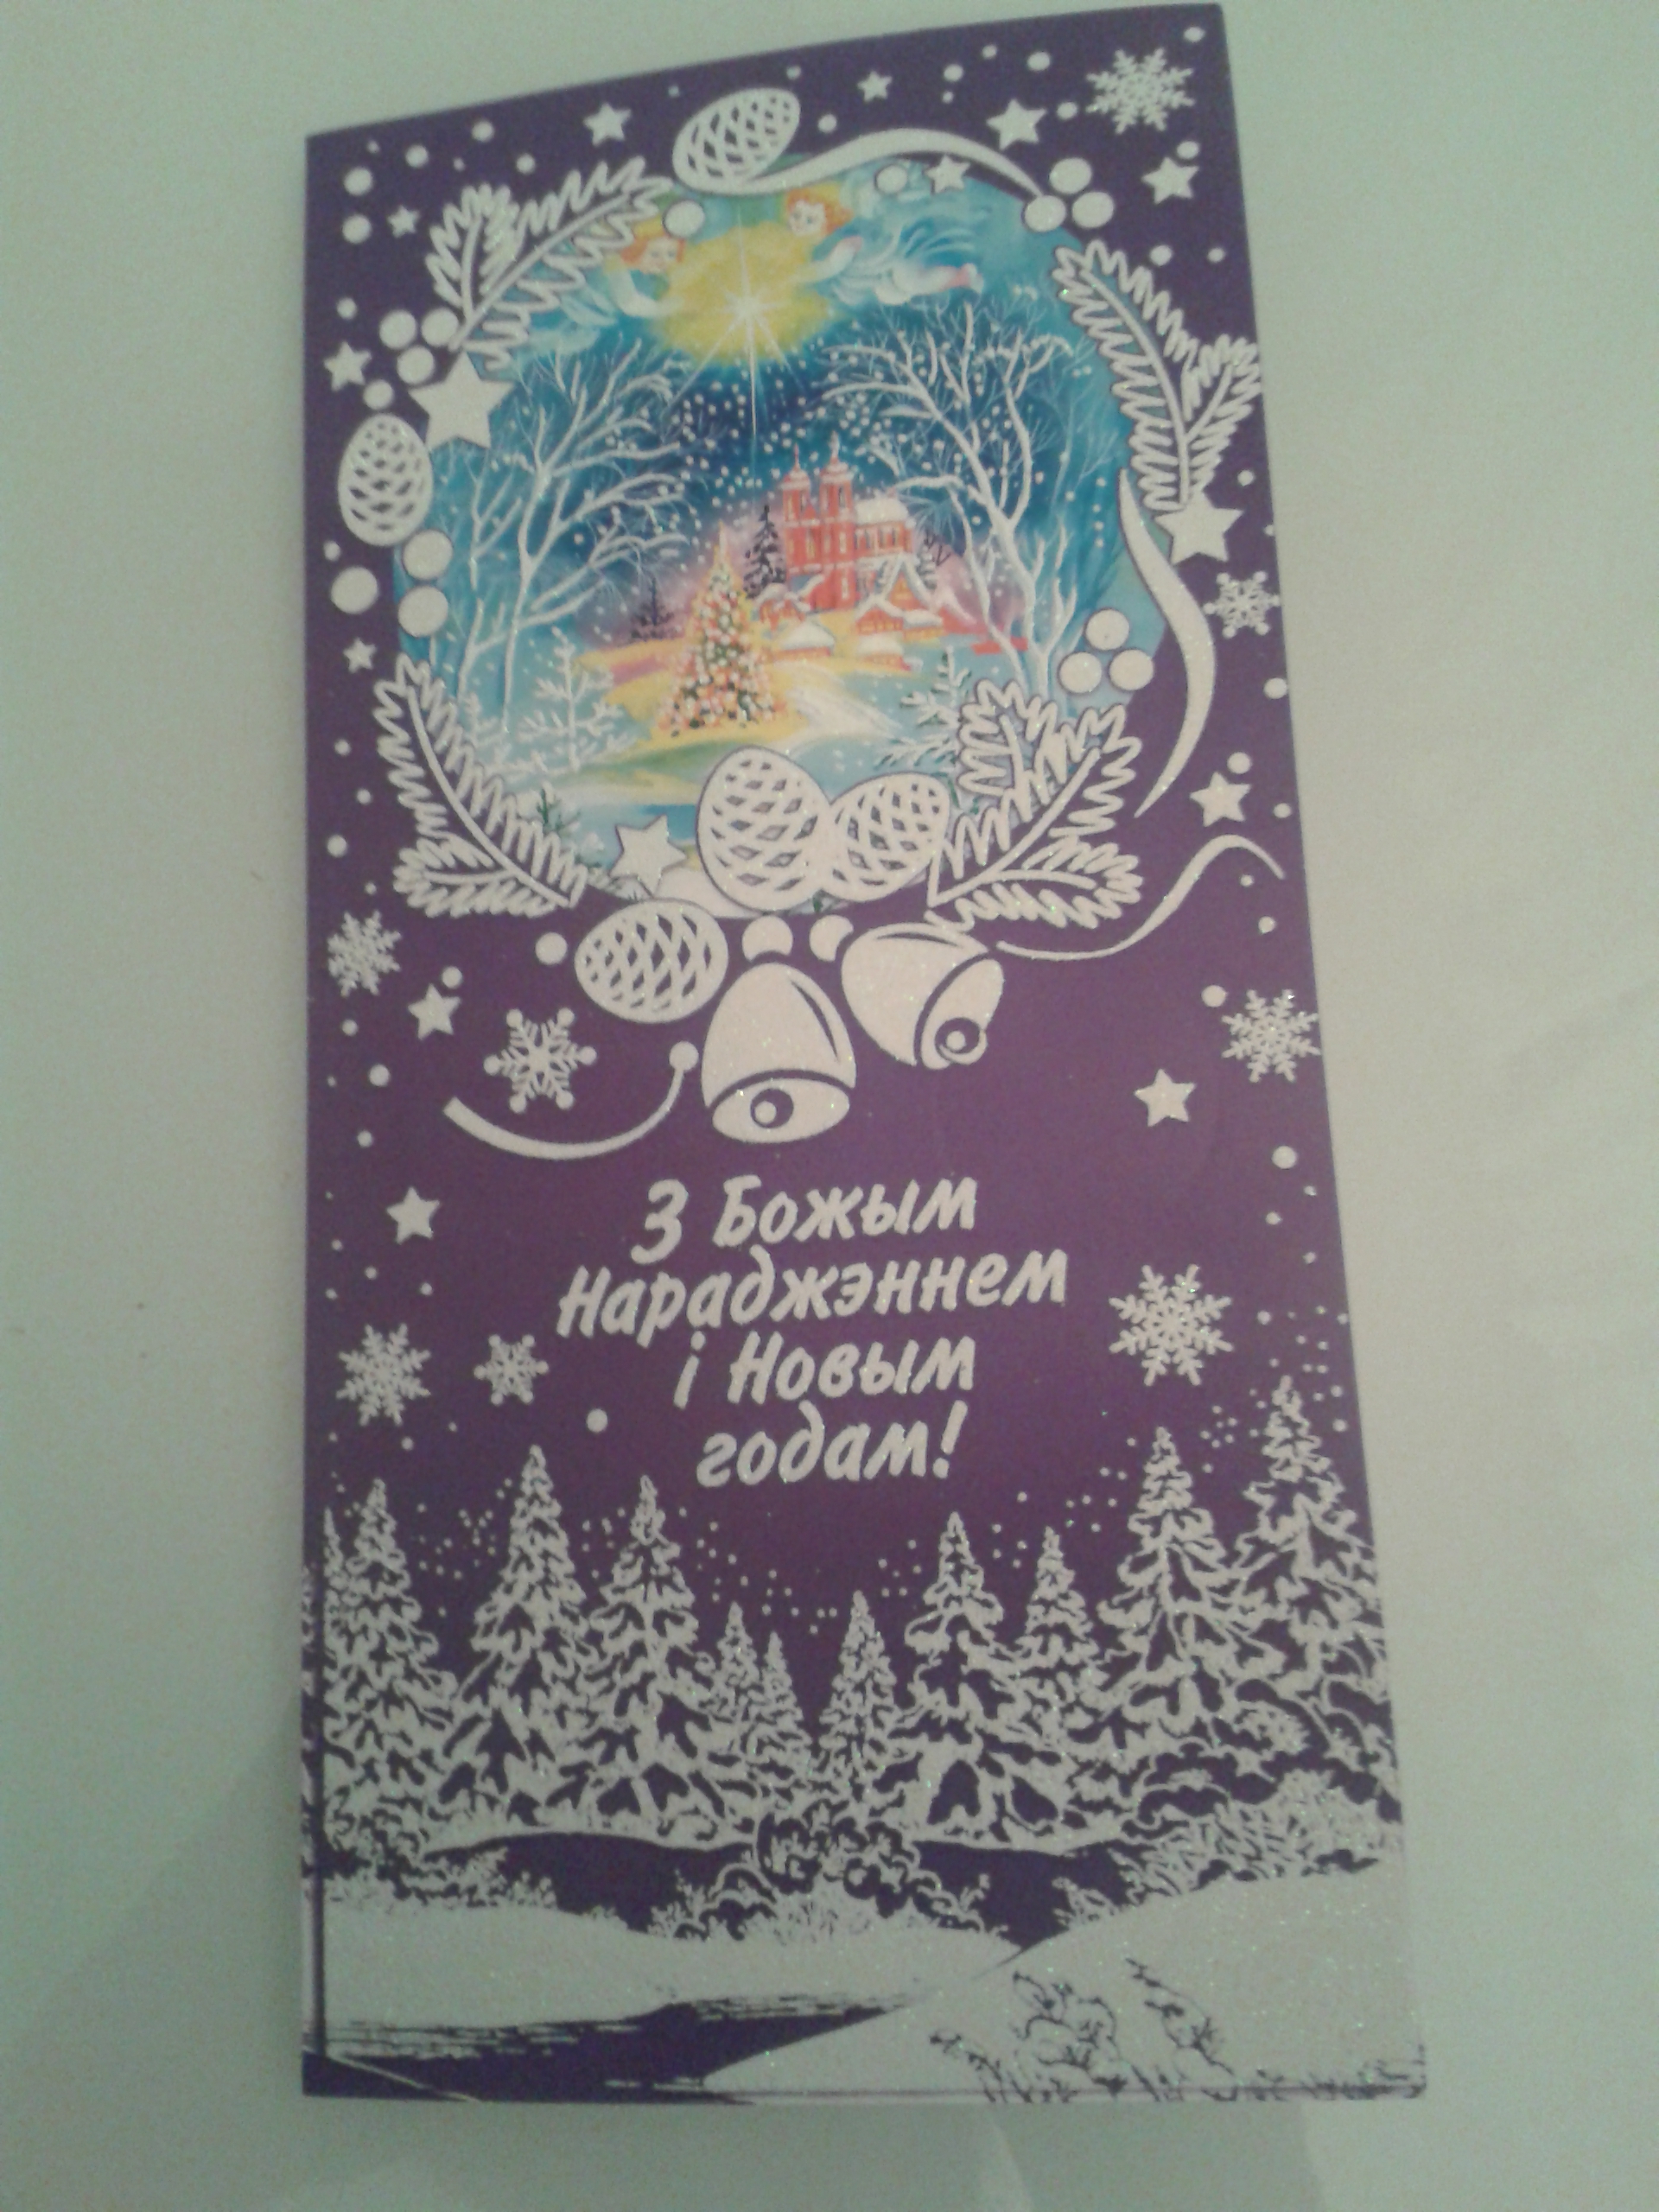 З Божым
Нараджэннем
і Новым
годам!